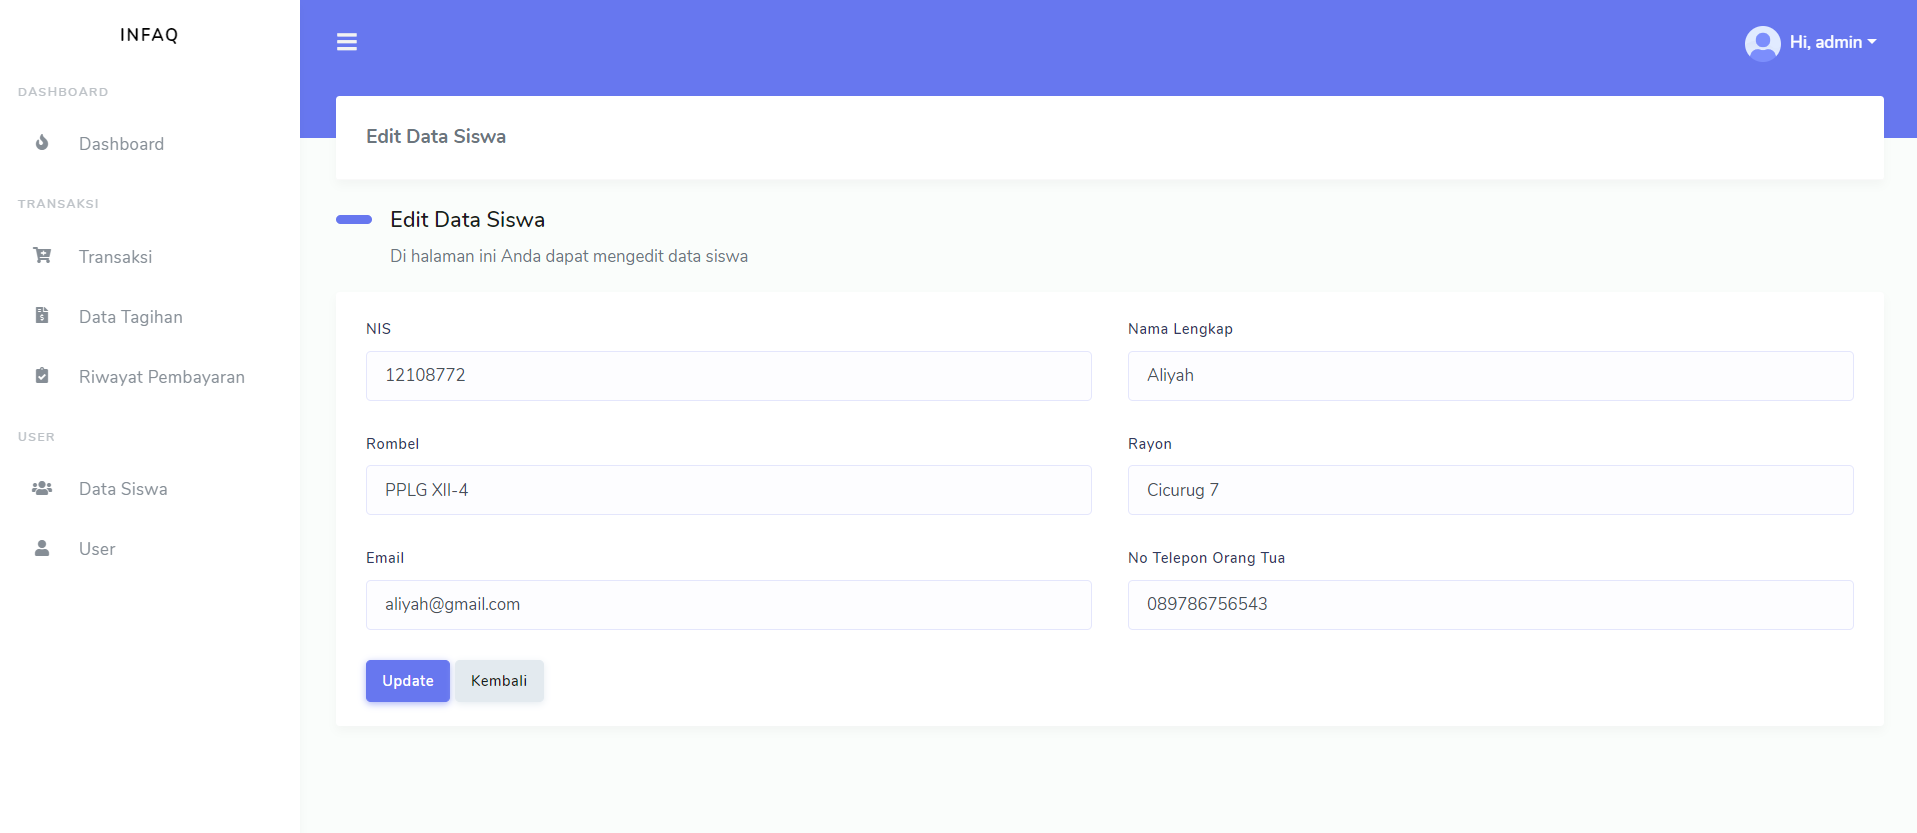 INFAQ
Hi, admin
DASHBOARD
Dashboard
TRANSAKSI
Transaksi
Data Tagihan
Riwayat Pembayaran
USER
Data Siswa
User
Edit Data Siswa
Edit Data Siswa
Di halaman ini Anda dapat mengedit data siswa
NIS
12108772
Nama Lengkap
Aliyah
Rombel
PPLG XII-4
Rayon
Cicurug 7
Email
aliyah@gmail.com
No Telepon Orang Tua
089786756543
Update
Kembali